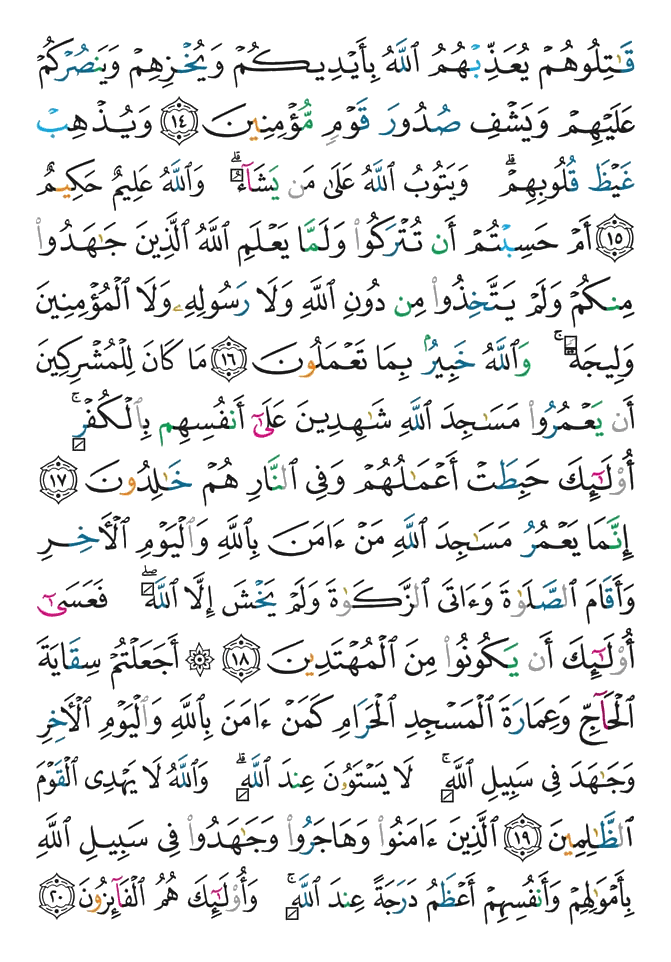 قَٰتِلُوهُمْ يُعَذِّبْهُمُ ٱللَّهُ بِأَيْدِيكُمْ وَيُخْزِهِمْ وَيَنصُرْكُمْ
عَلَيْهِمْ وَيَشْفِ صُدُورَ قَوْمٍ مُّؤْمِنِينَ ١٤ وَيُذْهِبْ
غَيْظَ قُلُوبِهِمْ ۗ وَيَتُوبُ ٱللَّهُ عَلَىٰ مَن يَشَآءُ ۗ وَٱللَّهُ عَلِيمٌ حَكِيمٌ
١٥ أَمْ حَسِبْتُمْ أَن تُتْرَكُوا۟ وَلَمَّا يَعْلَمِ ٱللَّهُ ٱلَّذِينَ جَٰهَدُوا۟
مِنكُمْ وَلَمْ يَتَّخِذُوا۟ مِن دُونِ ٱللَّهِ وَلَا رَسُولِهِۦ وَلَا ٱلْمُؤْمِنِينَ
وَلِيجَةً ۚ وَٱللَّهُ خَبِيرٌۢ بِمَا تَعْمَلُونَ ١٦ مَا كَانَ لِلْمُشْرِكِينَ
أَن يَعْمُرُوا۟ مَسَٰجِدَ ٱللَّهِ شَٰهِدِينَ عَلَىٰٓ أَنفُسِهِم بِٱلْكُفْرِ ۚ
أُو۟لَٰٓئِكَ حَبِطَتْ أَعْمَٰلُهُمْ وَفِى ٱلنَّارِ هُمْ خَٰلِدُونَ ١٧
إِنَّمَا يَعْمُرُ مَسَٰجِدَ ٱللَّهِ مَنْ ءَامَنَ بِٱللَّهِ وَٱلْيَوْمِ ٱلْءَاخِرِ
وَأَقَامَ ٱلصَّلَوٰةَ وَءَاتَى ٱلزَّكَوٰةَ وَلَمْ يَخْشَ إِلَّا ٱللَّهَ ۖ فَعَسَىٰٓ
أُو۟لَٰٓئِكَ أَن يَكُونُوا۟ مِنَ ٱلْمُهْتَدِينَ ١٨ ۞ أَجَعَلْتُمْ سِقَايَةَ
ٱلْحَآجِّ وَعِمَارَةَ ٱلْمَسْجِدِ ٱلْحَرَامِ كَمَنْ ءَامَنَ بِٱللَّهِ وَٱلْيَوْمِ ٱلْءَاخِرِ
وَجَٰهَدَ فِى سَبِيلِ ٱللَّهِ ۚ لَا يَسْتَوُۥنَ عِندَ ٱللَّهِ ۗ وَٱللَّهُ لَا يَهْدِى ٱلْقَوْمَ
ٱلظَّٰلِمِينَ ١٩ ٱلَّذِينَ ءَامَنُوا۟ وَهَاجَرُوا۟ وَجَٰهَدُوا۟ فِى سَبِيلِ ٱللَّهِ
بِأَمْوَٰلِهِمْ وَأَنفُسِهِمْ أَعْظَمُ دَرَجَةً عِندَ ٱللَّهِ ۚ وَأُو۟لَٰٓئِكَ هُمُ ٱلْفَآئِزُونَ ٢٠